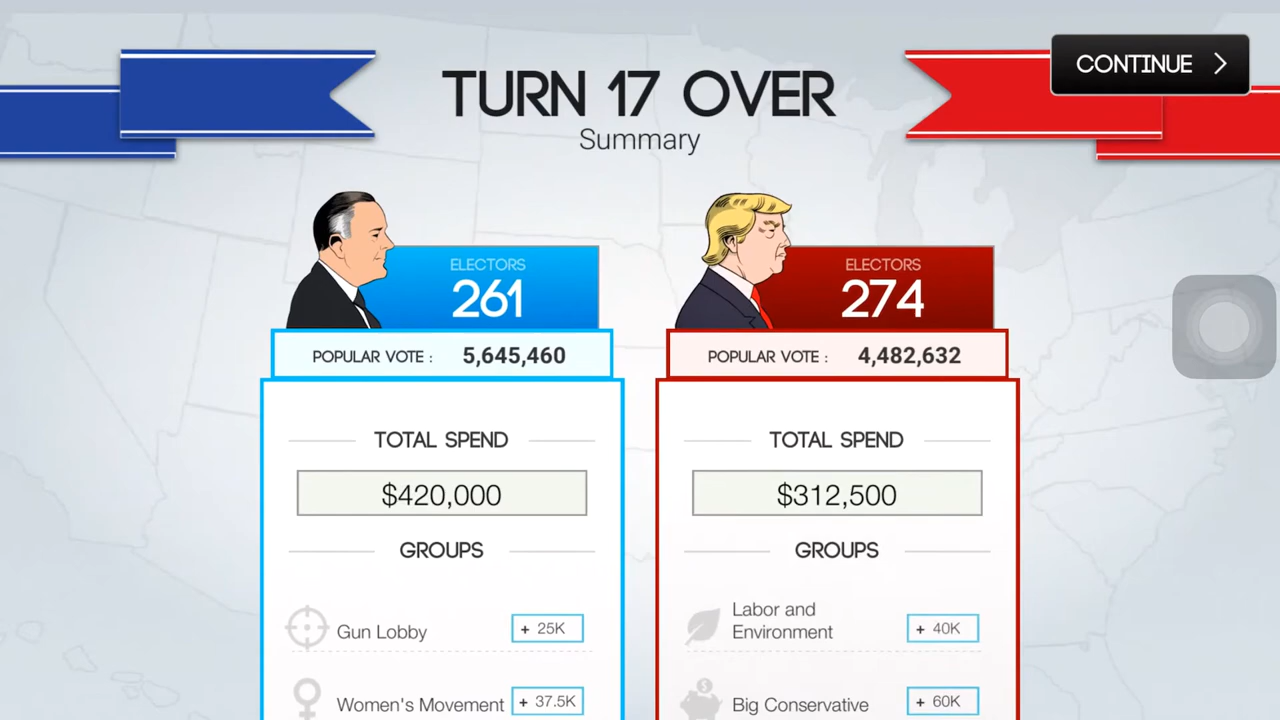 CONTINUE
TURN 17 OVER
Summary
ELECTORS
261
POPULAR VOTE : 5,645,460
TOTAL SPEND
$420,000
GROUPS
Gun Lobby + 25K
Women's Movement + 37.5K
ELECTORS
274
POPULAR VOTE : 4,482,632
TOTAL SPEND
$312,500
GROUPS
Labor and
Environment + 40K
Big Conservative + 60K